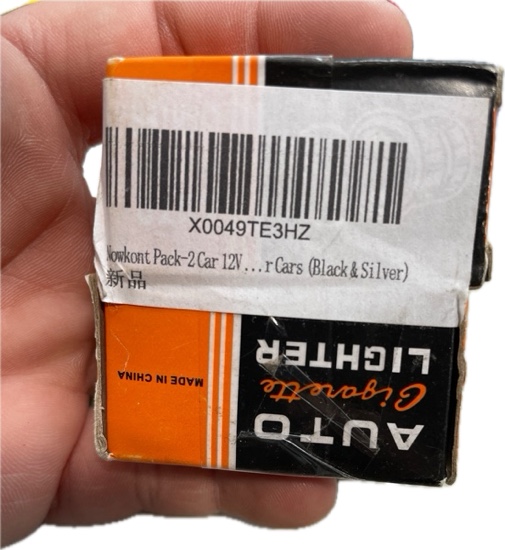 X0049TE3HZ
Nowkont Pack-2 Car 12V...r Cars (Black & Silver)
新品
AUTO
Cigarette
LIGHTER
MADE IN CHINA